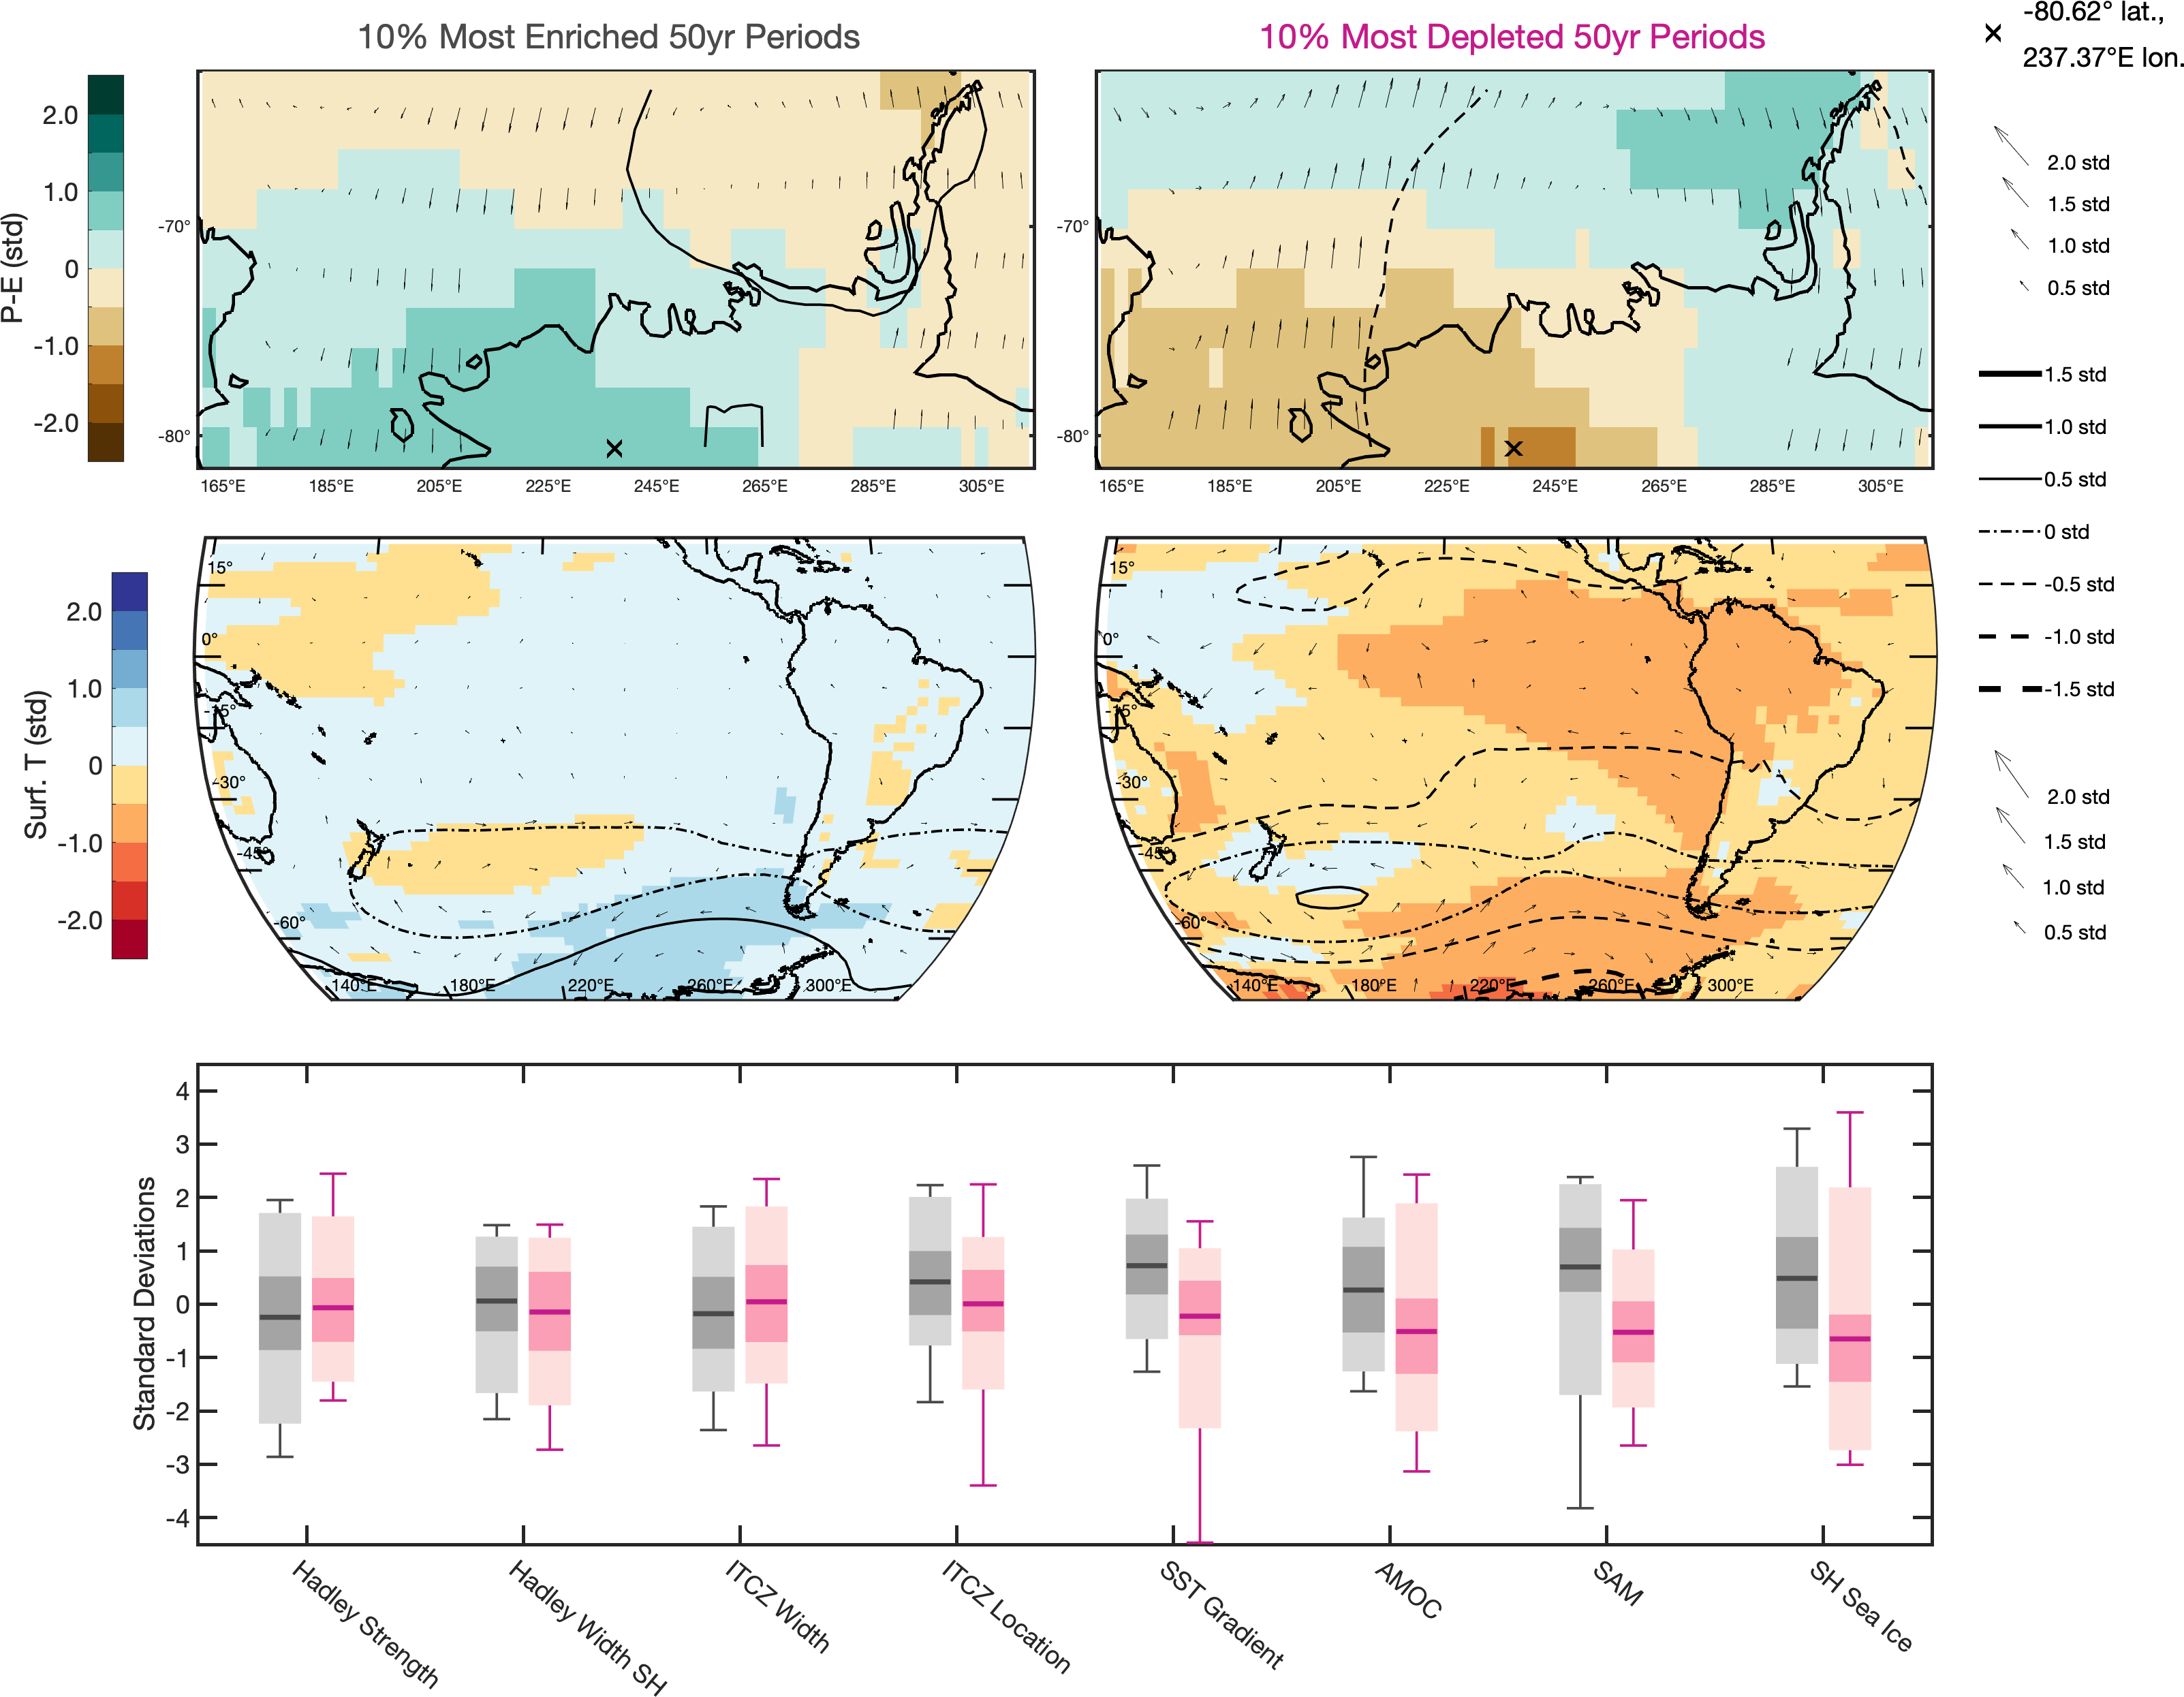 10% Most Enriched 50yr Periods
10% Most Depleted 50yr Periods
-80.62° lat.,
237.37°E lon.
P-E (std)
2.0
1.0
0
-1.0
-2.0
-70°
-80°
165°E 185°E 205°E 225°E 245°E 265°E 285°E 305°E
-70°
-80°
165°E 185°E 205°E 225°E 245°E 265°E 285°E 305°E
2.0 std
1.5 std
1.0 std
0.5 std
1.5 std
1.0 std
0.5 std
0 std
-0.5 std
-1.0 std
-1.5 std
Surf. T (std)
2.0
1.0
0
-1.0
-2.0
15°
0°
-15°
-30°
-45°
-60°
140°E 180°E 220°E 260°E 300°E
15°
0°
-15°
-30°
-45°
-60°
140°E 180°E 220°E 260°E 300°E
2.0 std
1.5 std
1.0 std
0.5 std
Standard Deviations
4
3
2
1
0
-1
-2
-3
-4
Hadley Strength
Hadley Width SH
ITCZ Width
ITCZ Location
SST Gradient
AMOC
SAM
SH Sea Ice